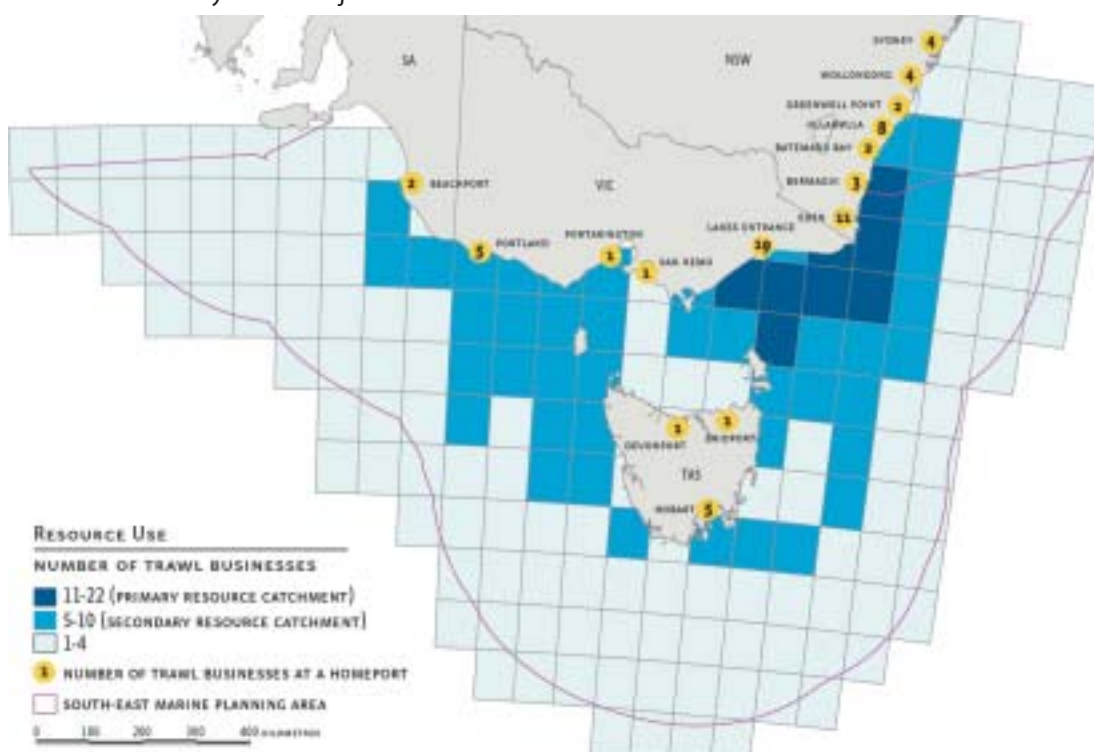 SA
NSW
SYDNEY 4
WOLLONGONG 4
GREENWELL POINT 2
ULLADULLA 8
BATEMANS BAY
BERMAGUI 3
EDEN 11
VIC
2 BEACHPORT
LAKES ENTRANCE
5 PORTLAND
PORTARLINGTON
1
1 SAN REMO
1
DEVONPORT
1
BRIDPORT
TAS
HOBART 5
RESOURCE USE
NUMBER OF TRAWL BUSINESSES
11-22 (PRIMARY RESOURCE CATCHMENT)
5-10 [SECONDARY RESOURCE CATCHMENT]
1-4
1 NUMBER OF TRAWL BUSINESSES AT A HOMEPORT
SOUTH-EAST MARINE PLANNING AREA
0 100 200 300 400 KILOMETRES